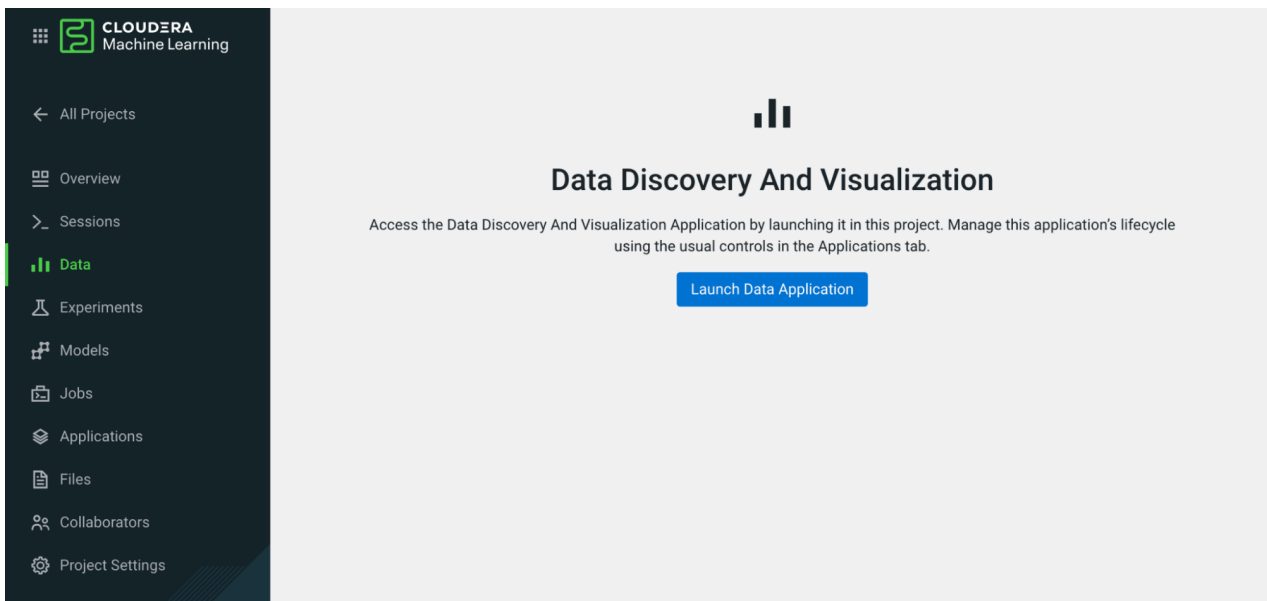 CLOUDERA
Machine Learning
All Projects
Overview
Sessions
Data
Experiments
Models
Jobs
Applications
Files
Collaborators
Project Settings
Data Discovery And Visualization
Access the Data Discovery And Visualization Application by launching it in this project. Manage this application's lifecycle
using the usual controls in the Applications tab.
Launch Data Application